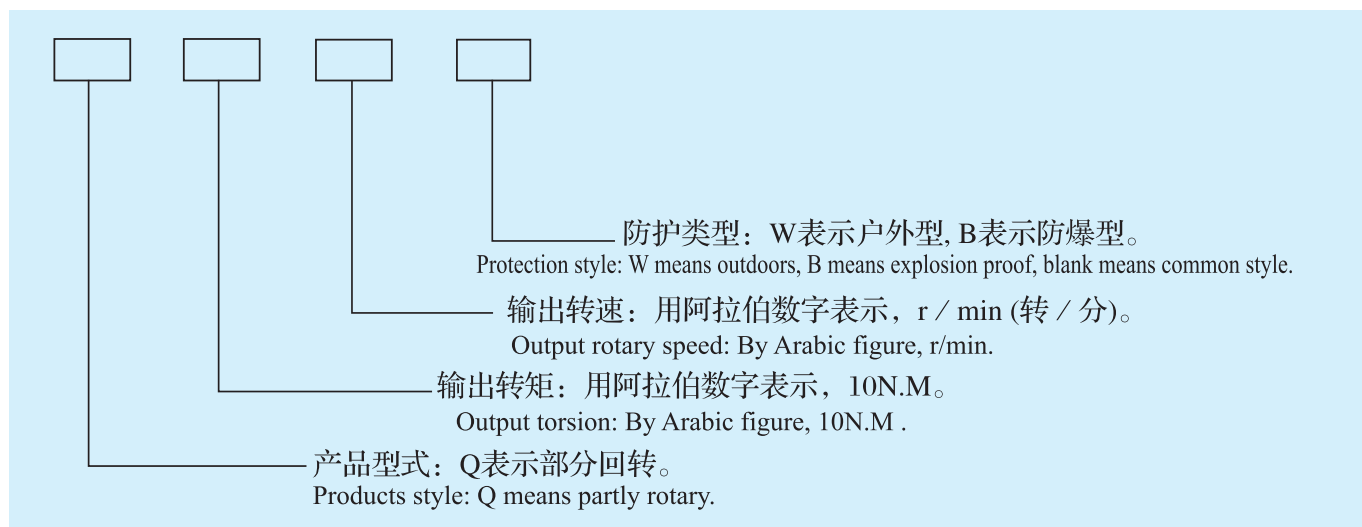 防护类型：W表示户外型, B表示防爆型。
Protection style: W means outdoors, B means explosion proof, blank means common style.
输出转速：用阿拉伯数字表示，r / min (转 / 分)。
Output rotary speed: By Arabic figure, r/min.
输出转矩：用阿拉伯数字表示，10N.M。
Output torsion: By Arabic figure, 10N.M .
产品型式：Q表示部分回转。
Products style: Q means partly rotary.